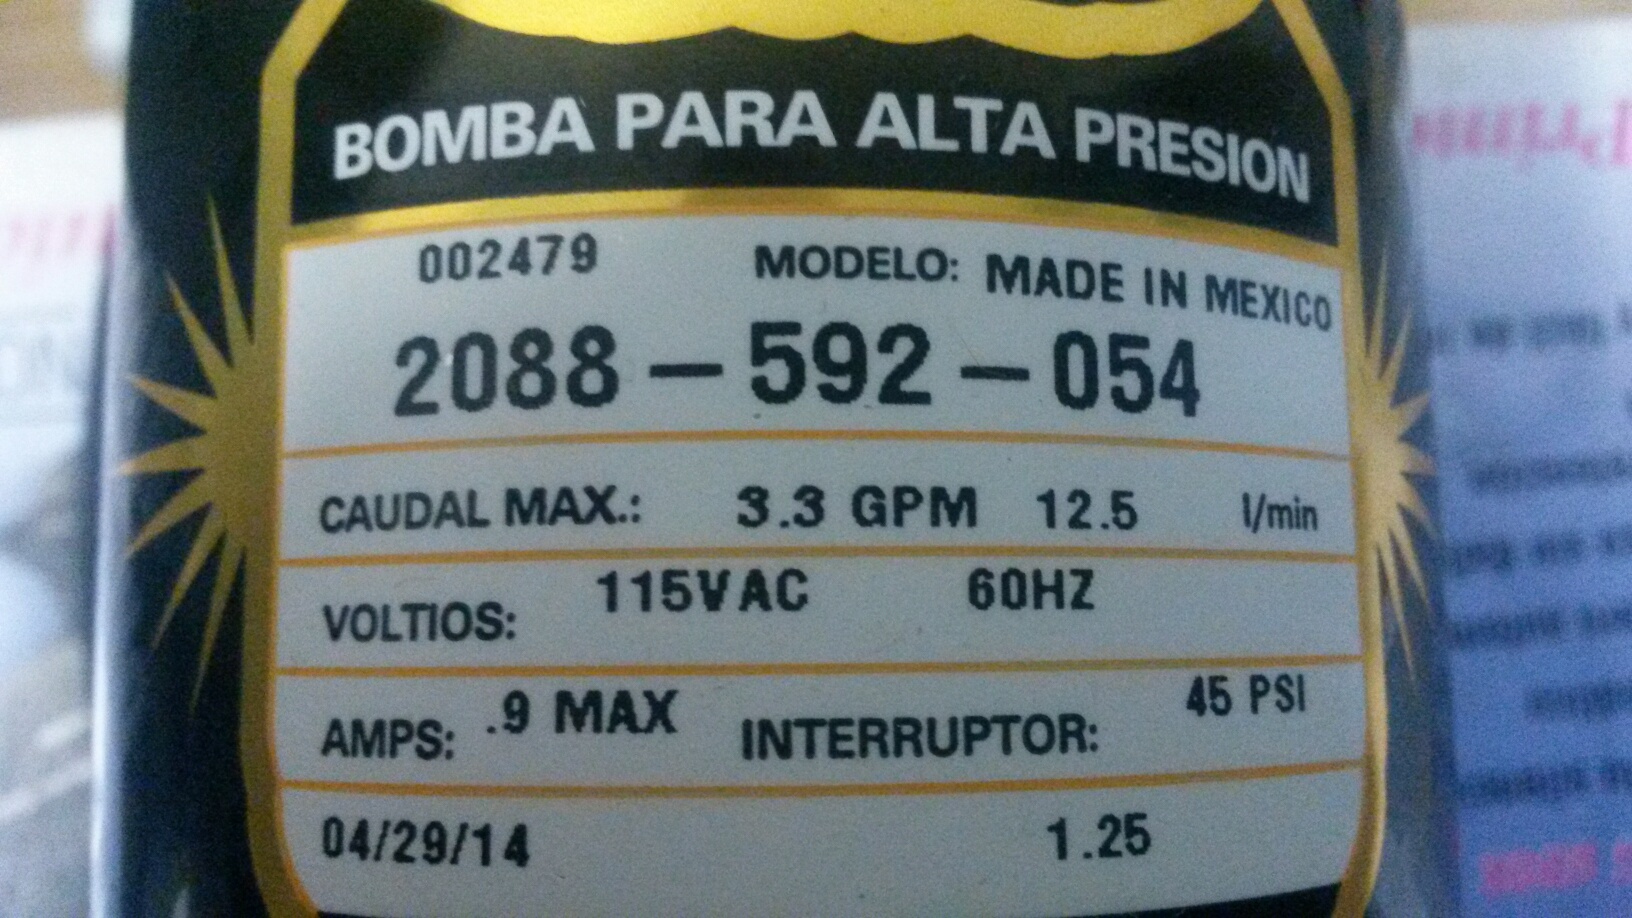 BOMBA PARA ALTA PRESION
002479 MODELO: MADE IN MEXICO
2088-592-054
CAUDAL MAX.: 3.3 GPM 12.5 l/min
VOLTIOS: 115VAC 60HZ
AMPS: .9 MAX INTERRUPTOR: 45 PSI
04/29/14 1.25